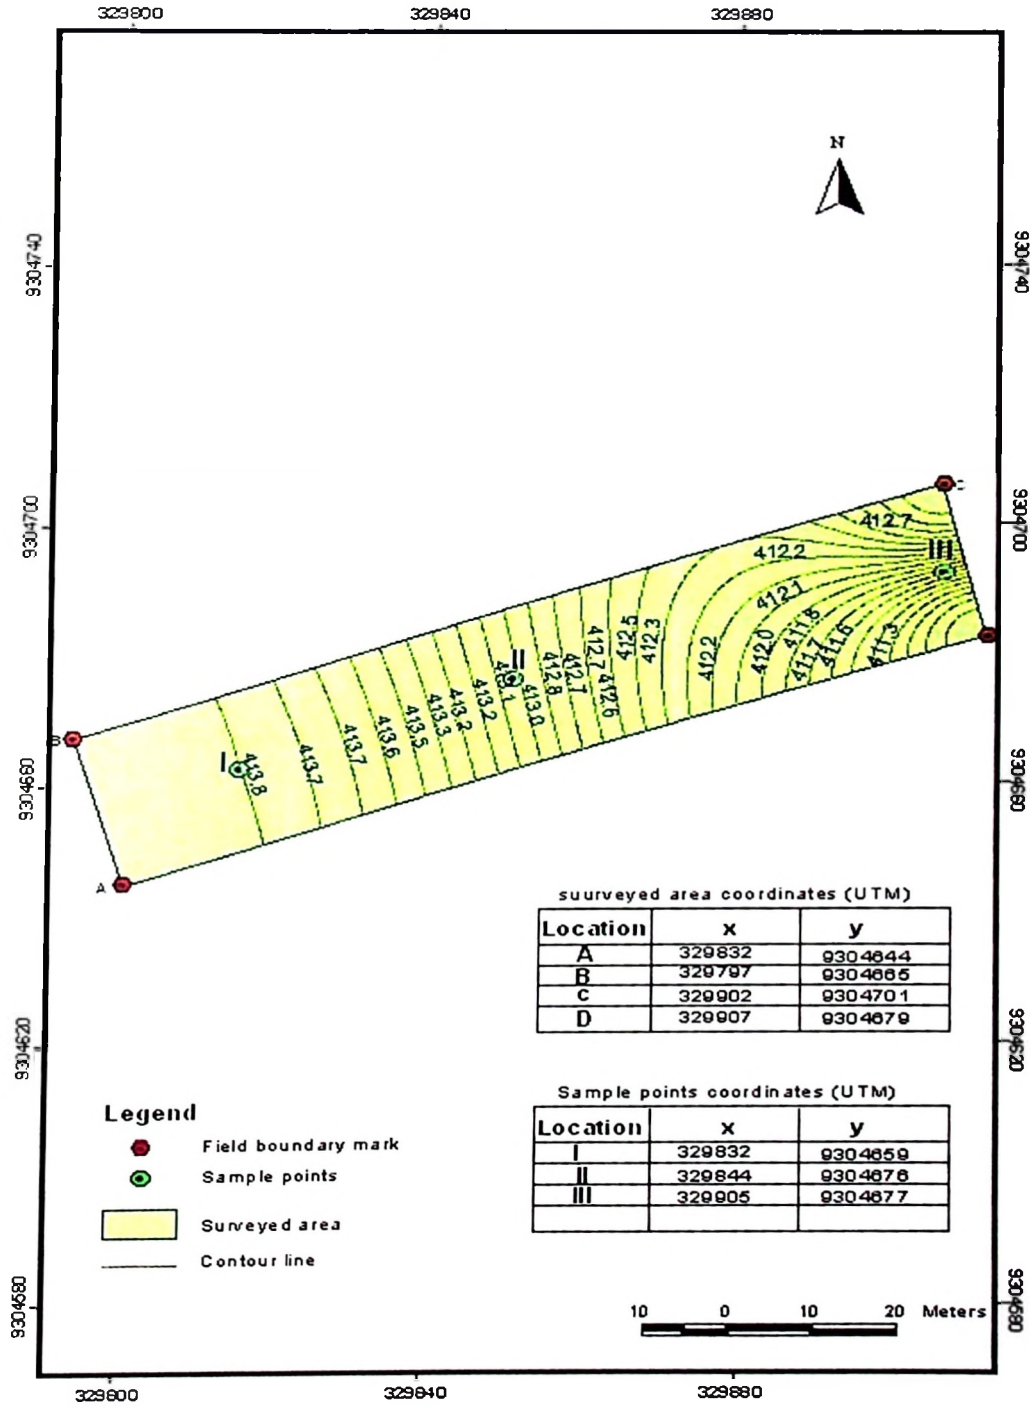 329800 329840 329880
N
9304740 9304740
9304700 9304700
C
412.7
III
412.2
412.1
411.8
411.6
411.3
411.7
412.0
412.2
412.3
412.5
412.7
412.6
412.7
412.8
II
413.0
413.2
413.2
413.3
413.5
413.6
413.7
413.7
I
413.8
B
9304660 9304660
A
suurveyed area coordinates (UTM)
Location x y
A 329832 9304644
B 329797 9304665
c 329902 9304701
D 329907 9304679
9304620 9304620
Sample points coordinates (UTM)
Location x y
I 329832 9304659
II 329844 9304676
III 329905 9304677
Legend
Field boundary mark
Sample points
Surveyed area
Contour line
9304580 9304580
10 0 10 20 Meters
329800 329840 329880